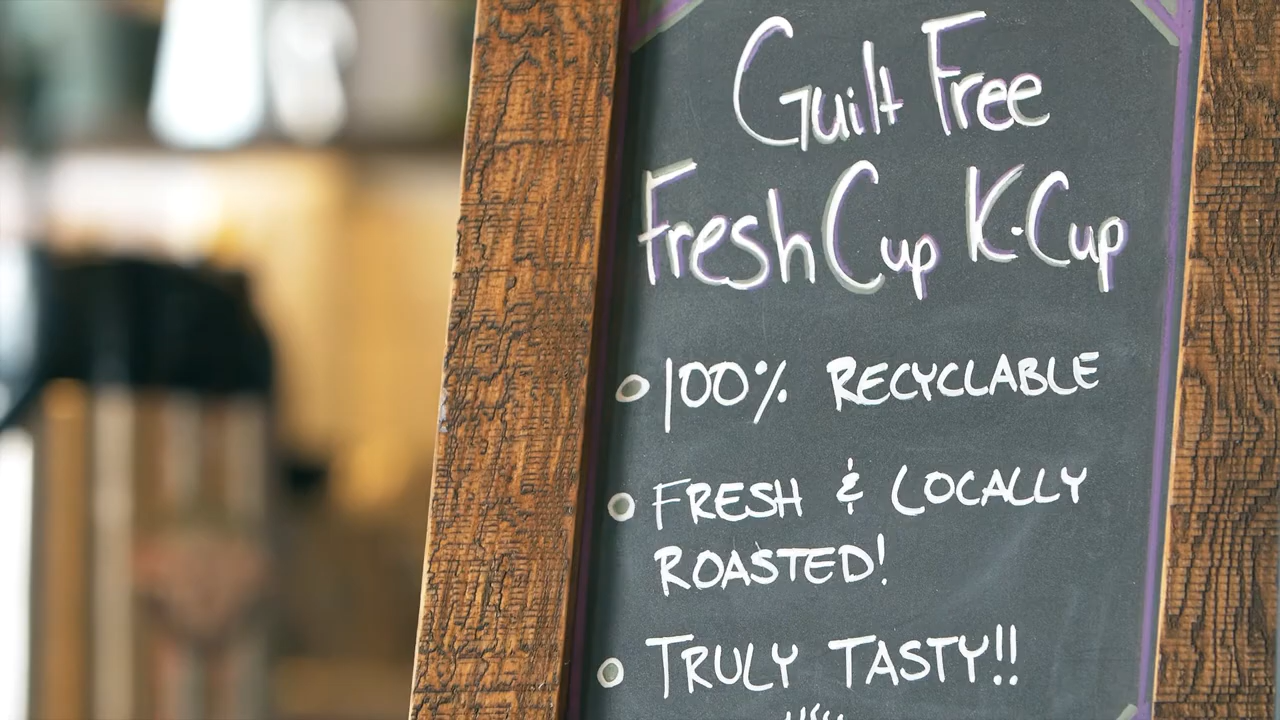 Guilt Free
Fresh Cup K-Cup
100% RECYCLABLE
FRESH & LOCALLY
ROASTED!
TRULY TASTY!!